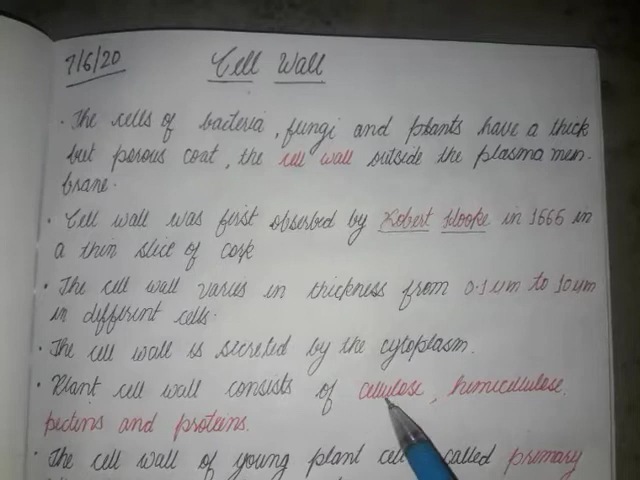 7/6/20
Cell Wall
· The cells of bacteria, fungi and plants have a thick
but porous coat, the cell wall outside the plasma mem-
brane.
· Cell wall was first observed by Robert Hooke in 1665 in
a thin slice of cork
· The cell wall varies in thickness from 0.1 um to 10 um
in different cells.
· The cell wall is secreted by the cytoplasm.
· Plant cell wall consists of cellulose, himicellulose,
pectins and proteins.
· The cell wall of young plant cell called primary